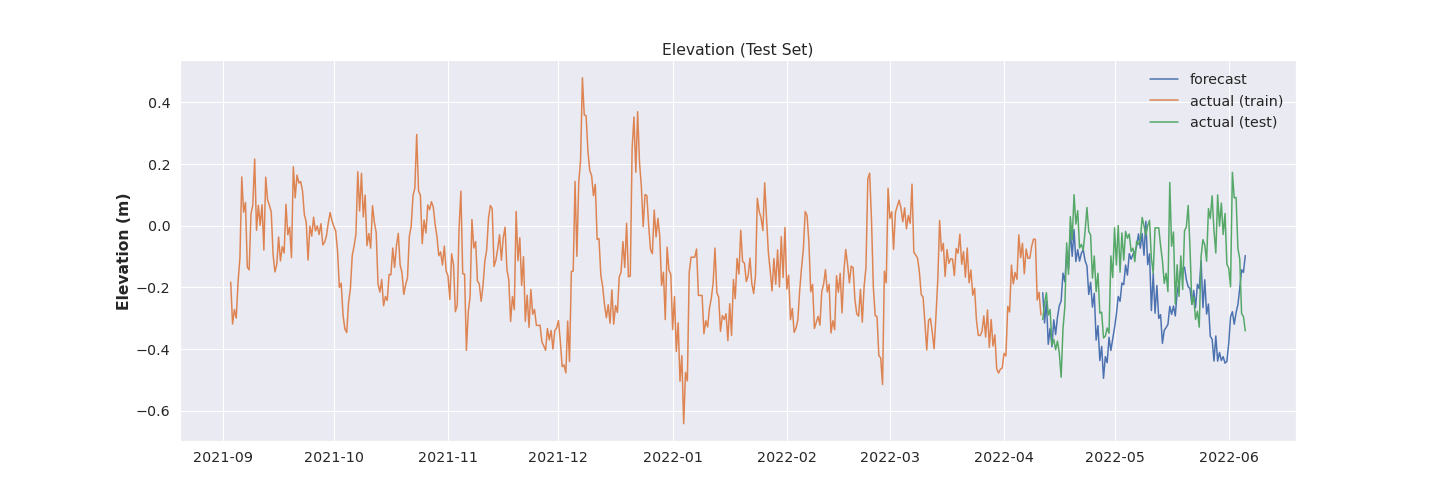 Elevation (Test Set)
forecast
actual (train)
actual (test)
Elevation (m)
0.4
0.2
0.0
−0.2
−0.4
−0.6
2021-09 2021-10 2021-11 2021-12 2022-01 2022-02 2022-03 2022-04 2022-05 2022-06